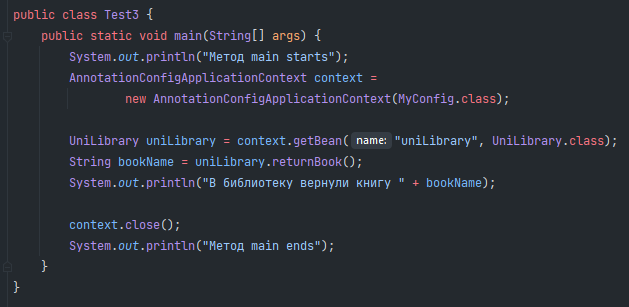 public class Test3 {
public static void main(String[] args) {
System.out.println("Метод main starts");
AnnotationConfigApplicationContext context =
new AnnotationConfigApplicationContext(MyConfig.class);
UniLibrary uniLibrary = context.getBean( name: "uniLibrary", UniLibrary.class);
String bookName = uniLibrary.returnBook();
System.out.println("В библиотеку вернули книгу " + bookName);
context.close();
System.out.println("Метод main ends");
}
}